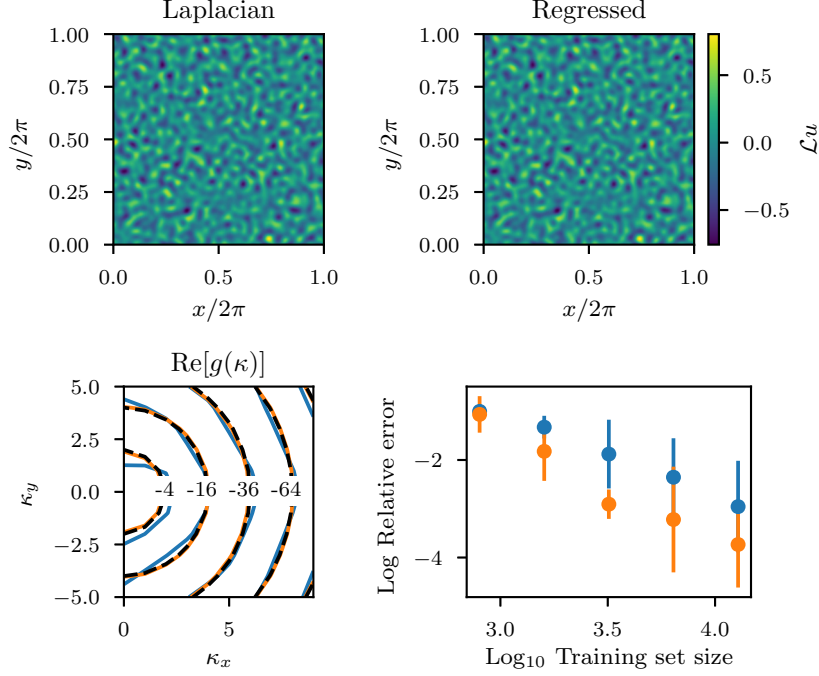 Laplacian
Regressed
1.00
0.75
0.50
0.25
0.00
y/2π
0.0
0.5
1.0
x/2π
1.00
0.75
0.50
0.25
0.00
y/2π
0.0
0.5
1.0
x/2π
0.5
0.0
−0.5
ℒu
Re[g(κ)]
5.0
2.5
0.0
−2.5
−5.0
κy
-4
-16
-36
-64
0
5
κx
Log Relative error
−2
−4
3.0
3.5
4.0
Log₁₀ Training set size